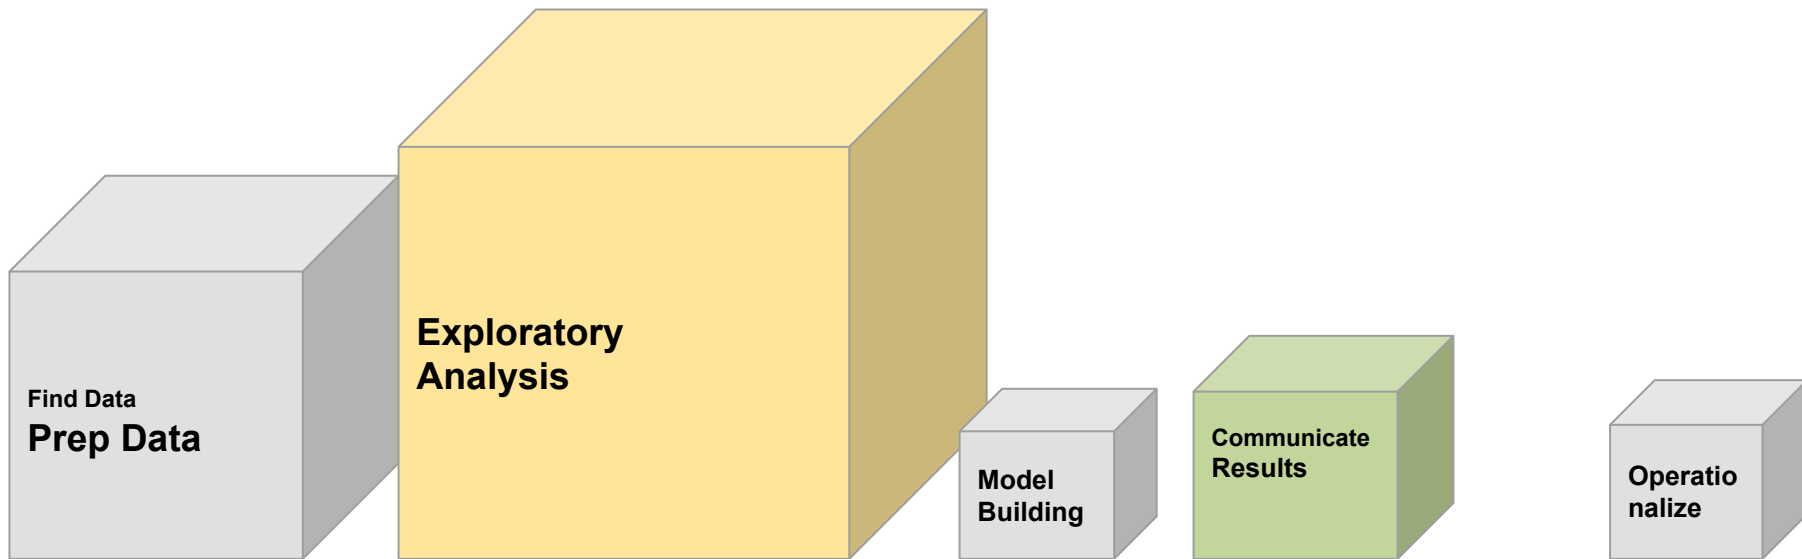 Find Data
Prep Data
Exploratory
Analysis
Model
Building
Communicate
Results
Operatio
nalize